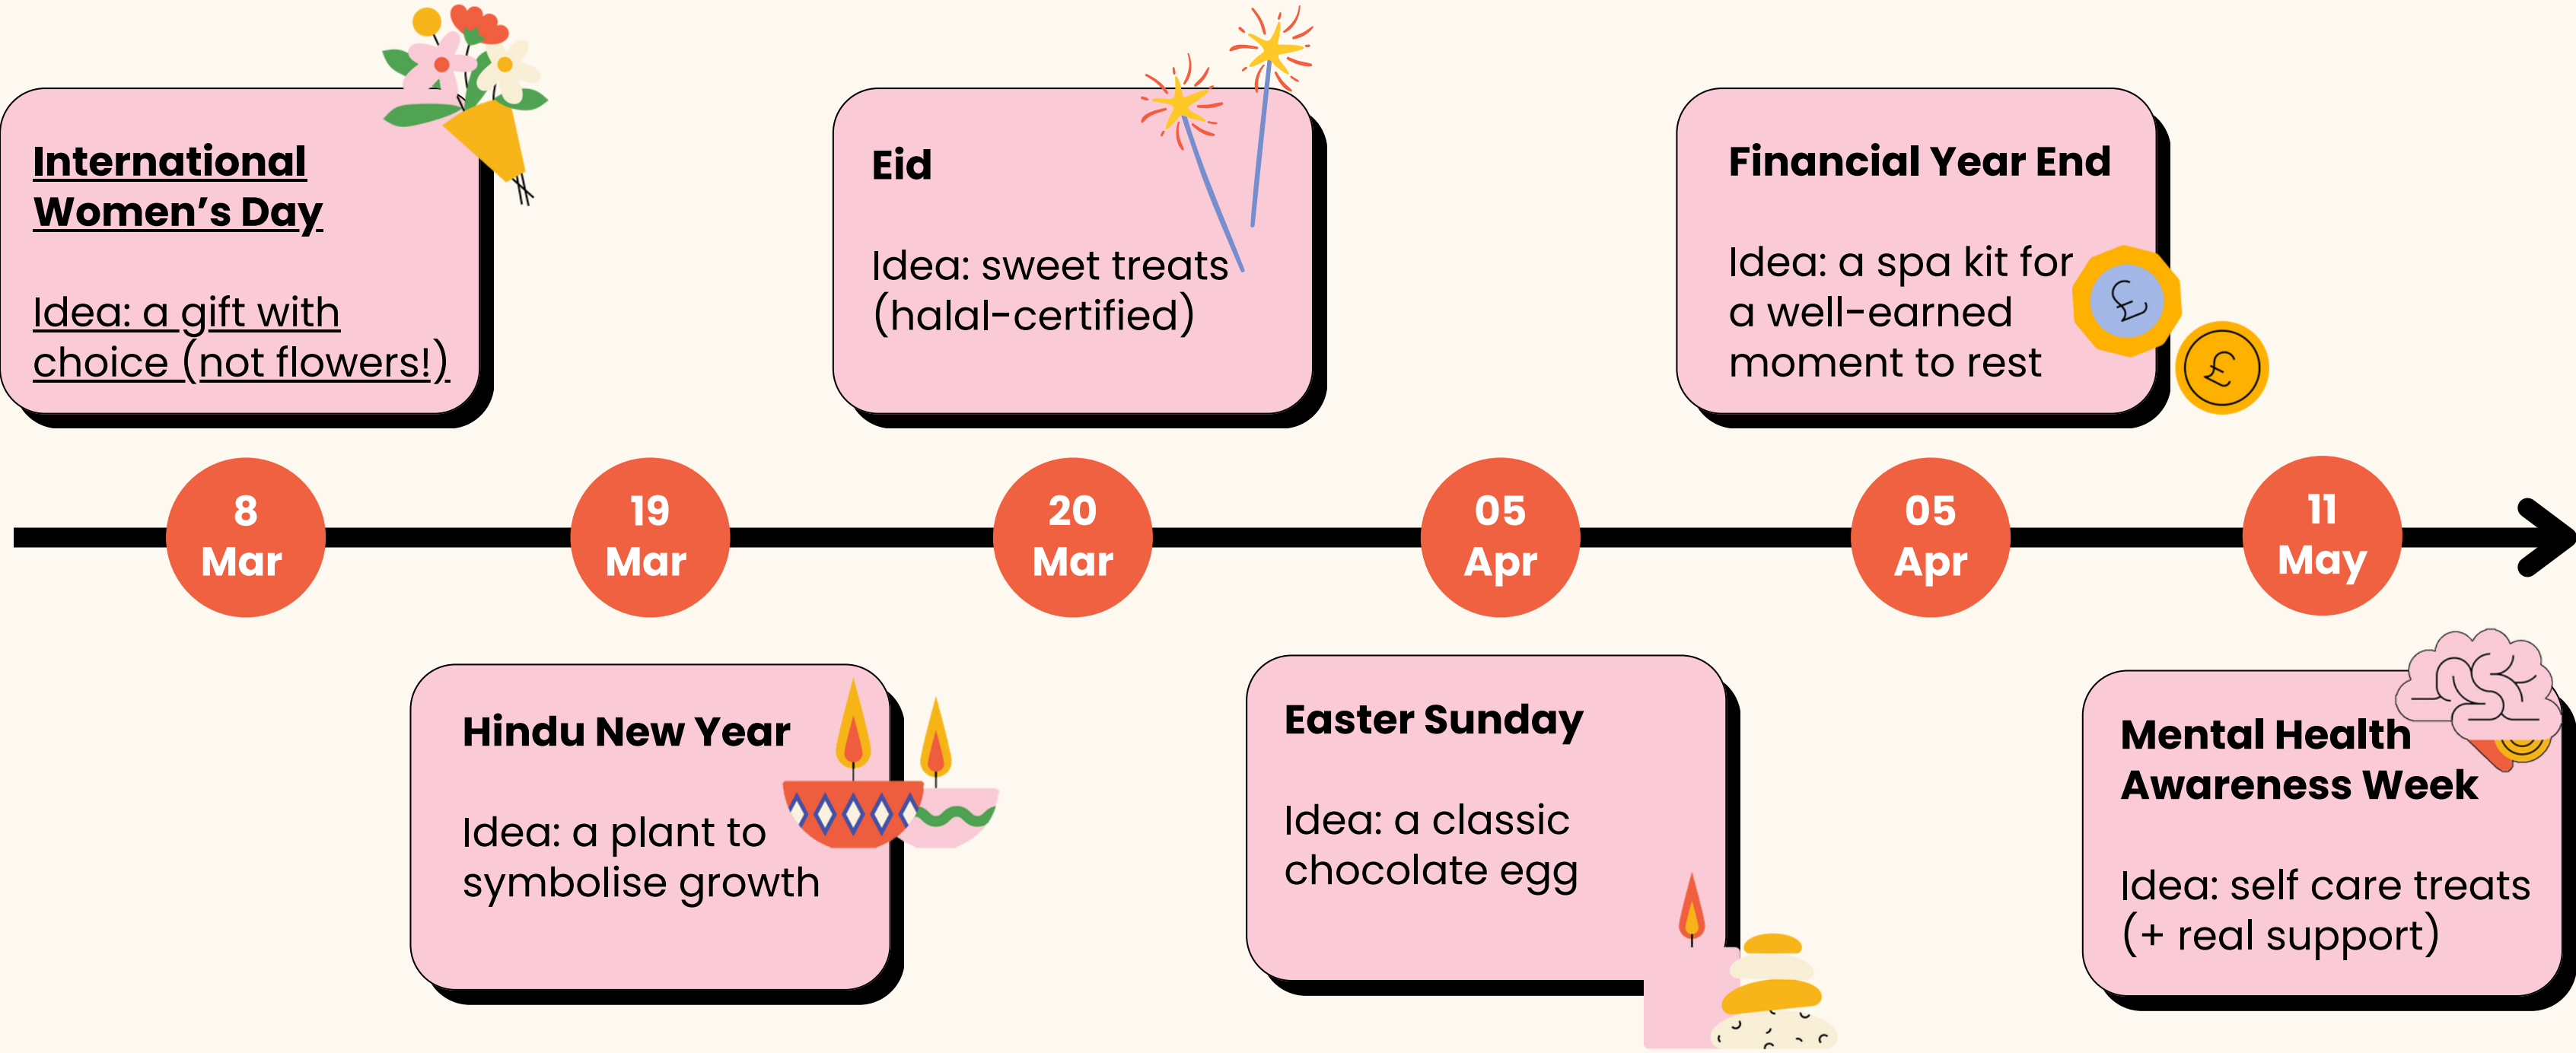 International
Women's Day
Idea: a gift with
choice (not flowers!)
Eid
Idea: sweet treats
(halal-certified)
Financial Year End
Idea: a spa kit for
a well-earned
moment to rest
£
£
8
Mar
19
Mar
20
Mar
05
Apr
05
Apr
11
May
Hindu New Year
Idea: a plant to
symbolise growth
Easter Sunday
Idea: a classic
chocolate egg
Mental Health
Awareness Week
Idea: self care treats
(+ real support)